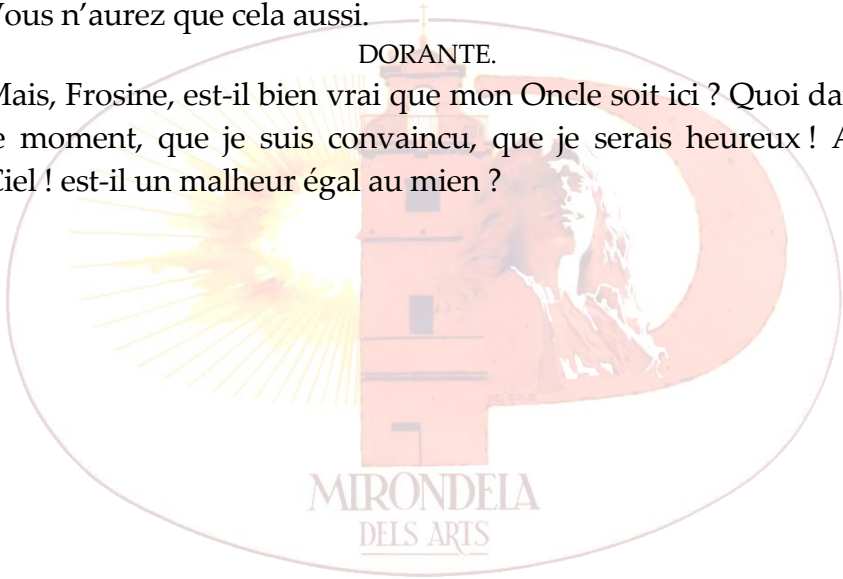 Vous n’aurez que cela aussi.
DORANTE.
Mais, Frosine, est-il bien vrai que mon Oncle soit ici ? Quoi da
e moment, que je suis convaincu, que je serais heureux ! A
Ciel ! est-il un malheur égal au mien ?
MIRONDELA
DELS ARTS